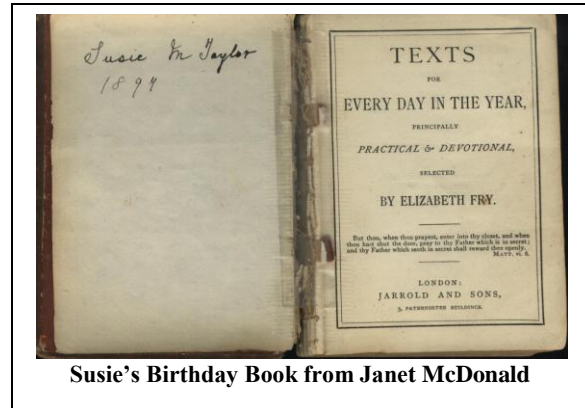 Susie M Taylor
1897
TEXTS
FOR
EVERY DAY IN THE YEAR,
PRINCIPALLY
PRACTICAL & DEVOTIONAL,
SELECTED
BY ELIZABETH FRY.
But thou, when thou prayest, enter into thy closet, and when
thou hast shut the door, pray to thy Father which is in secret;
and thy Father which seeth in secret shall reward thee openly.
MATT. vi. 6.
LONDON:
JARROLD AND SONS,
3, PATERNOSTER BUILDINGS.
Susie’s Birthday Book from Janet McDonald